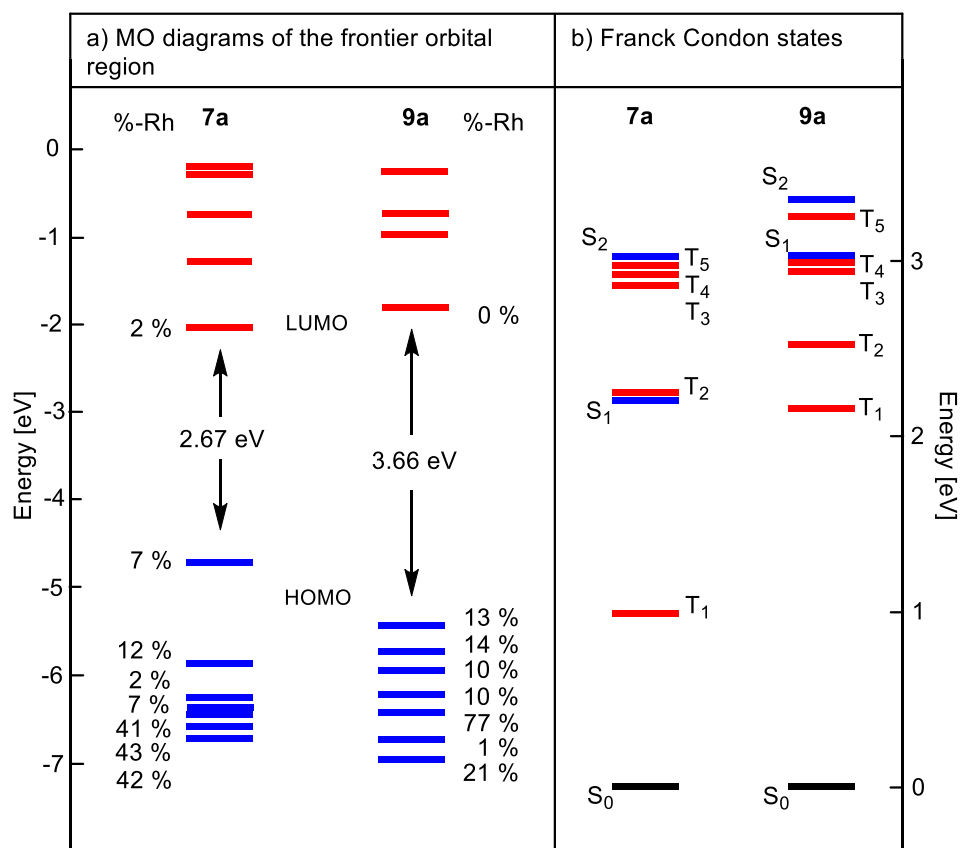 a) MO diagrams of the frontier orbital
region
b) Franck Condon states
%-Rh
7a
9a
%-Rh
7a
9a
Energy [eV]
0
-1
-2
-3
-4
-5
-6
-7
2 %
LUMO
0 %
2.67 eV
3.66 eV
7 %
HOMO
12 %
2 %
7 %
41 %
43 %
42 %
13 %
14 %
10 %
10 %
77 %
1 %
21 %
S2
T5
T4
T3
T2
S1
T1
S0
S2
T5
S1
T4
T3
T2
T1
S0
3
2
1
0
Energy [eV]